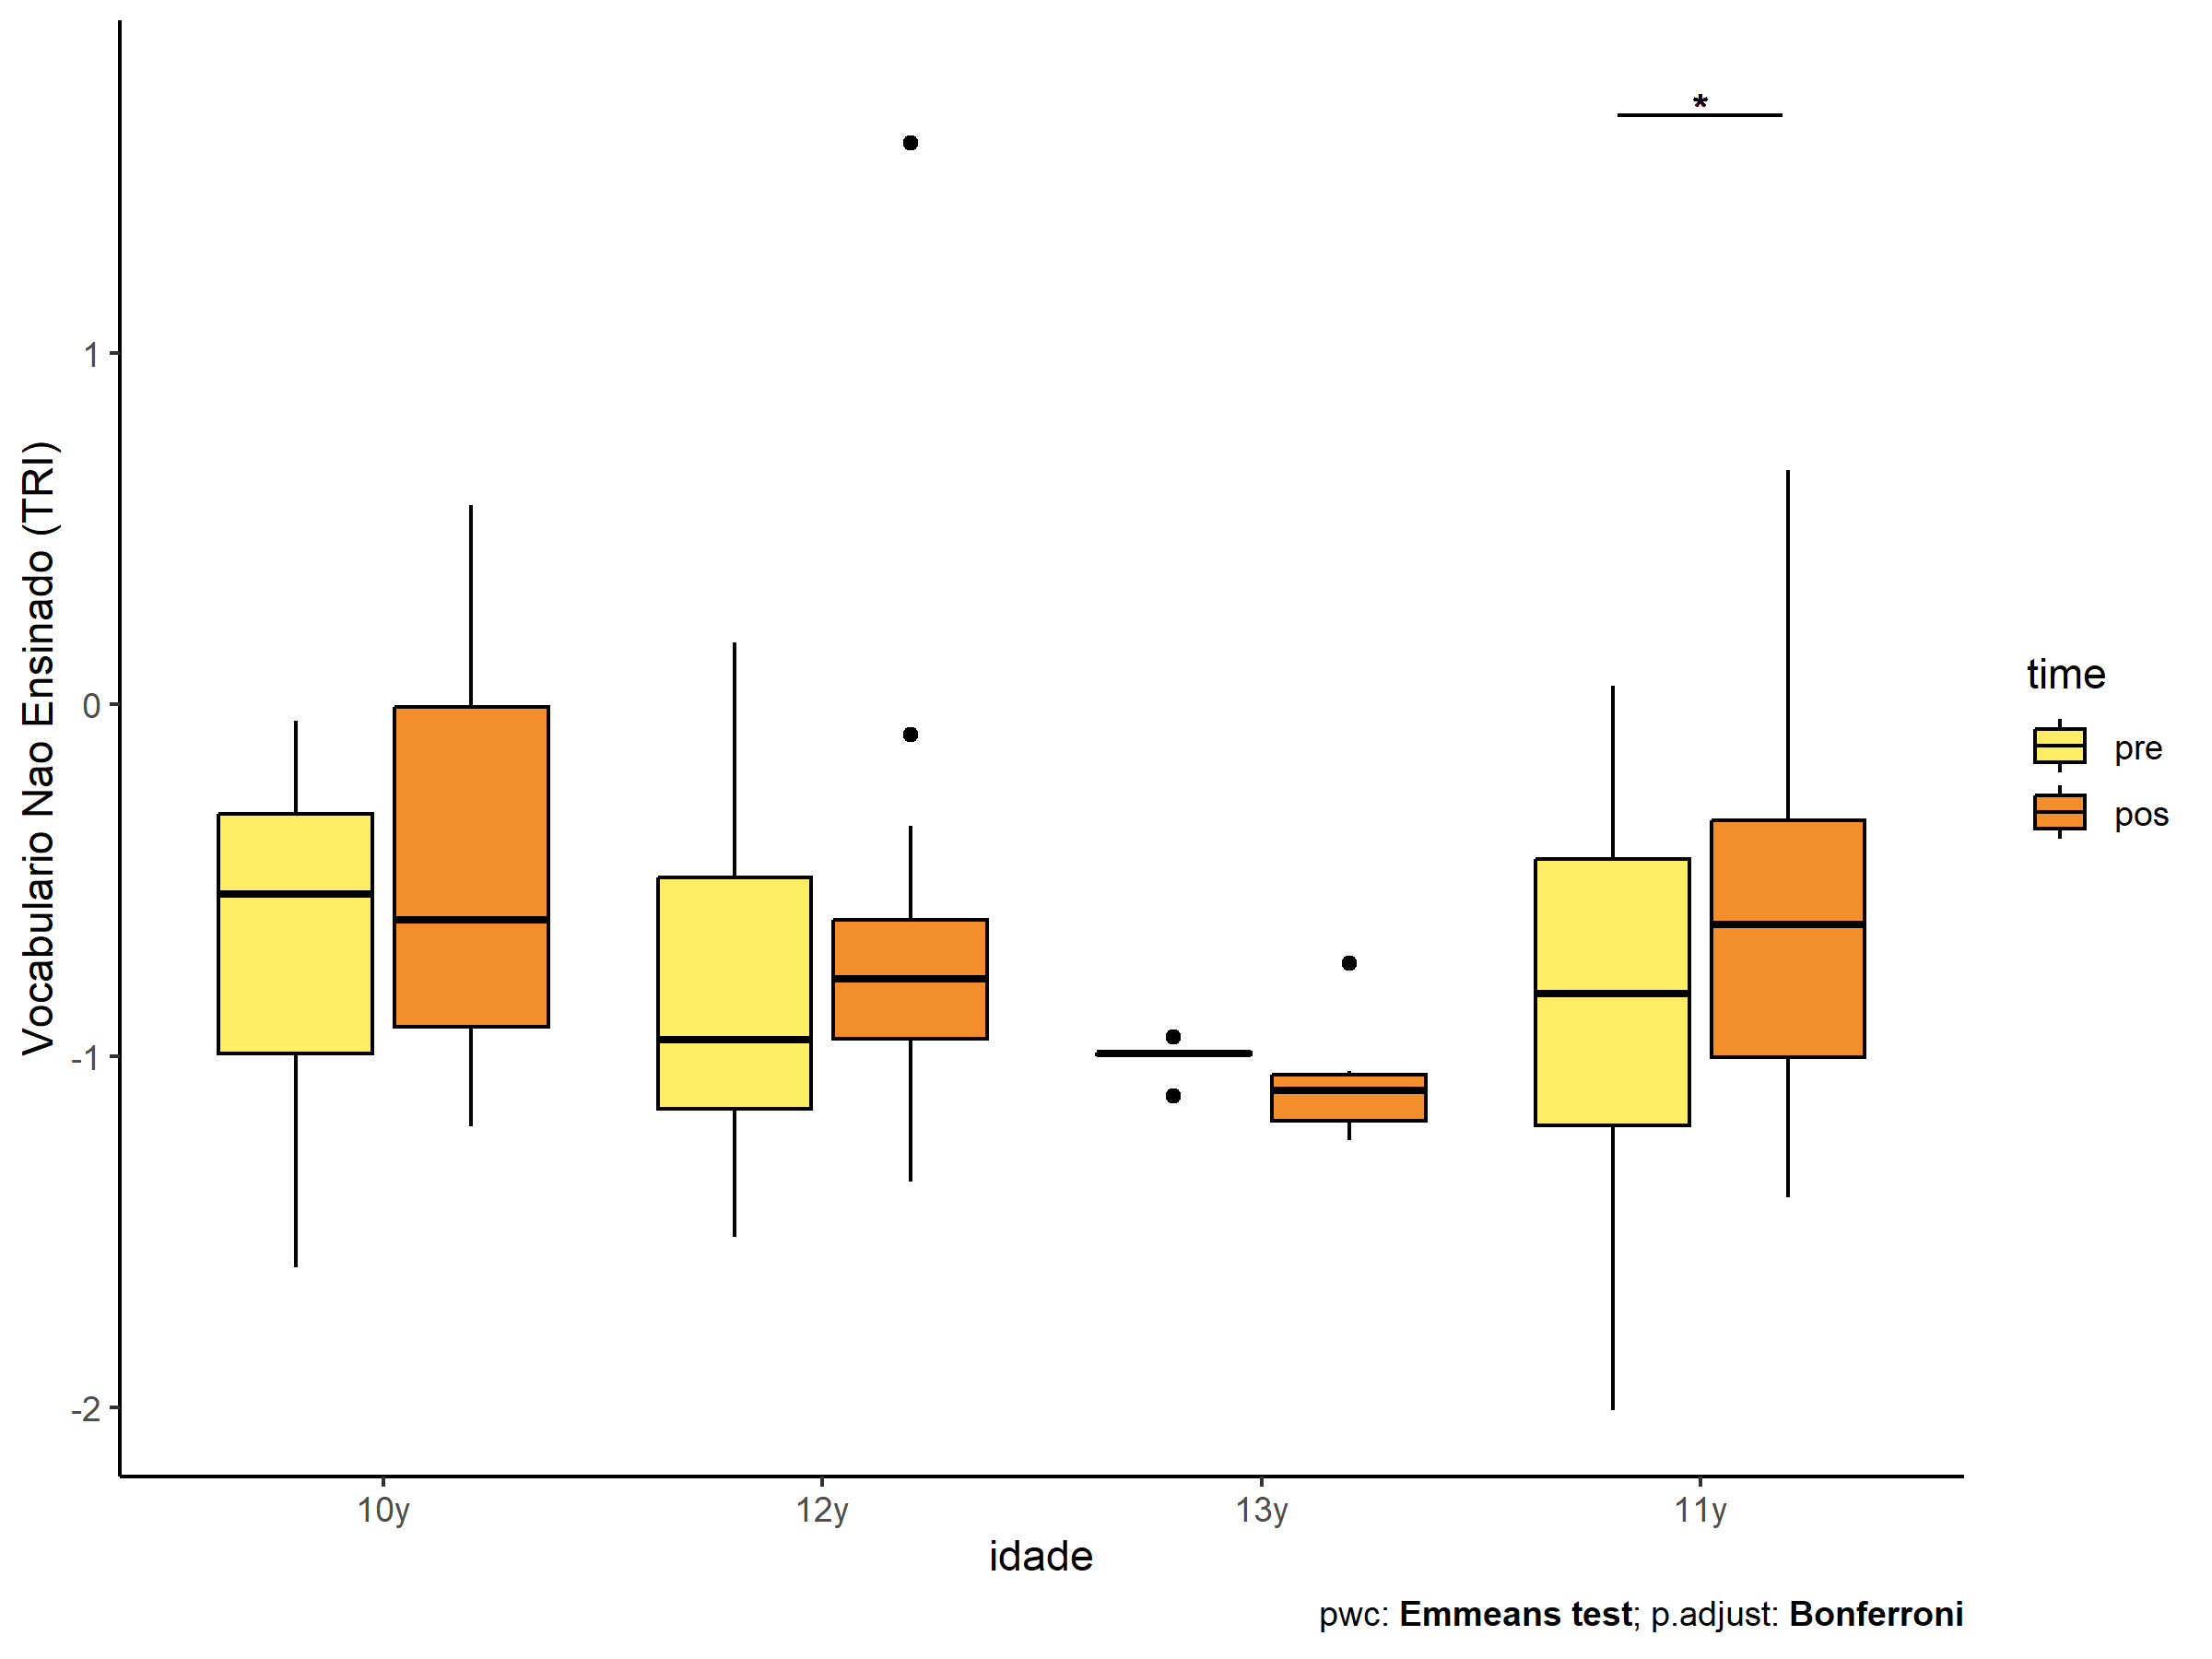 Vocabulario Nao Ensinado (TRI)
1
0
-1
-2
*
10y
12y
13y
11y
idade
time
pre
pos
pwc: Emmeans test; p.adjust: Bonferroni